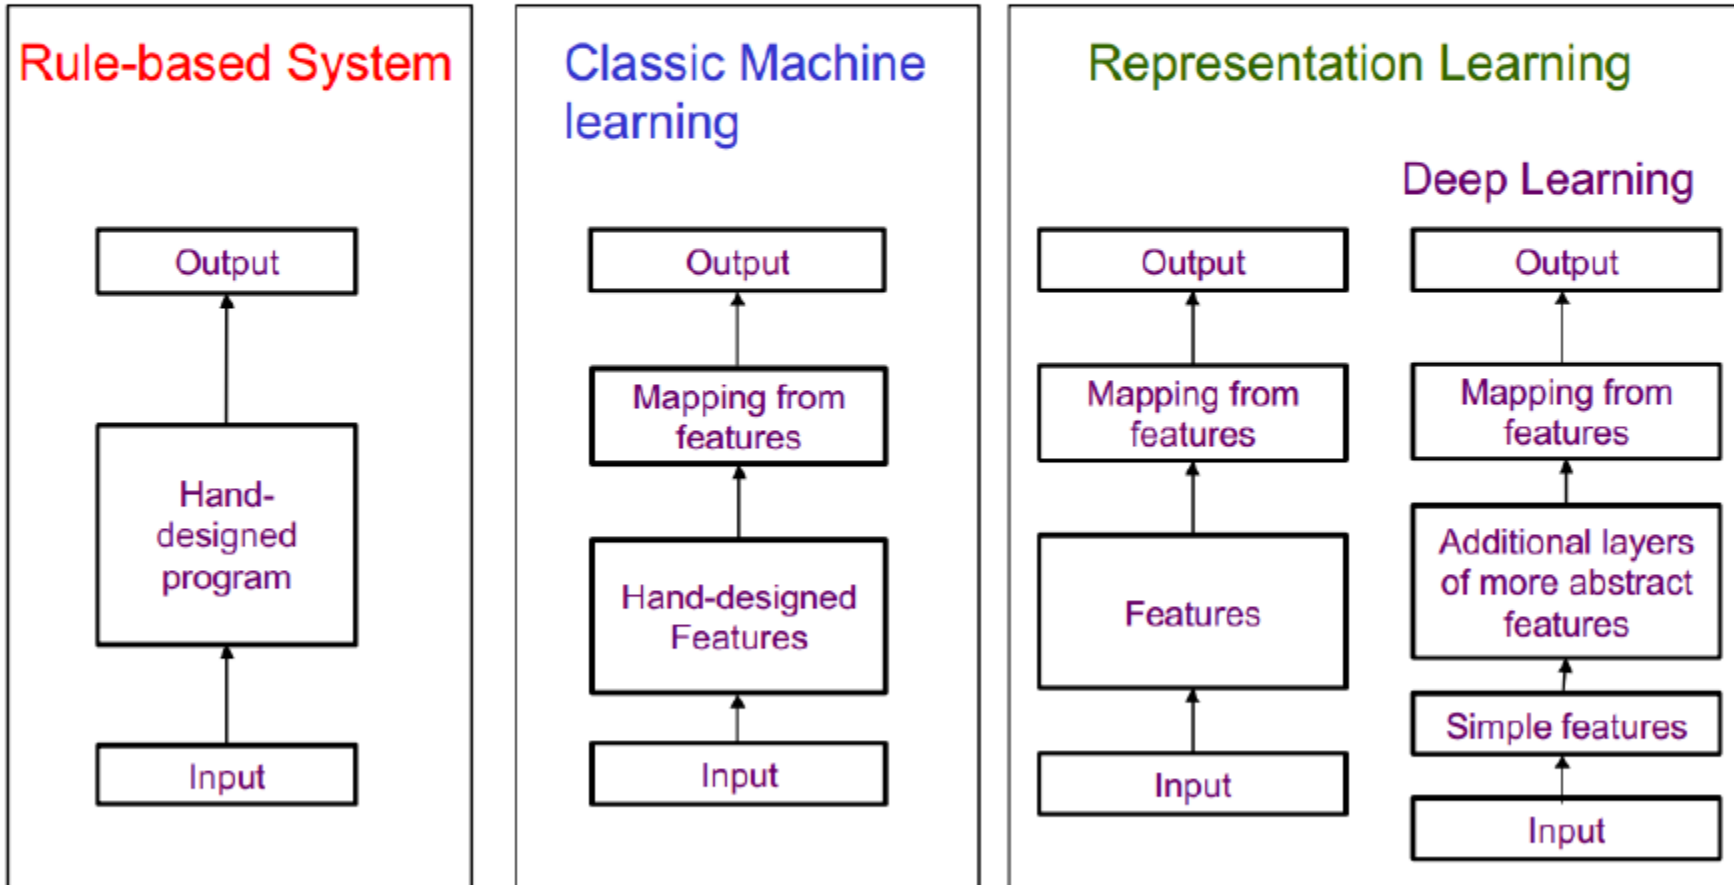 Rule-based System
Output
Hand-
designed
program
Input
Classic Machine
learning
Output
Mapping from
features
Hand-designed
Features
Input
Representation Learning
Output
Mapping from
features
Features
Input
Deep Learning
Output
Mapping from
features
Additional layers
of more abstract
features
Simple features
Input